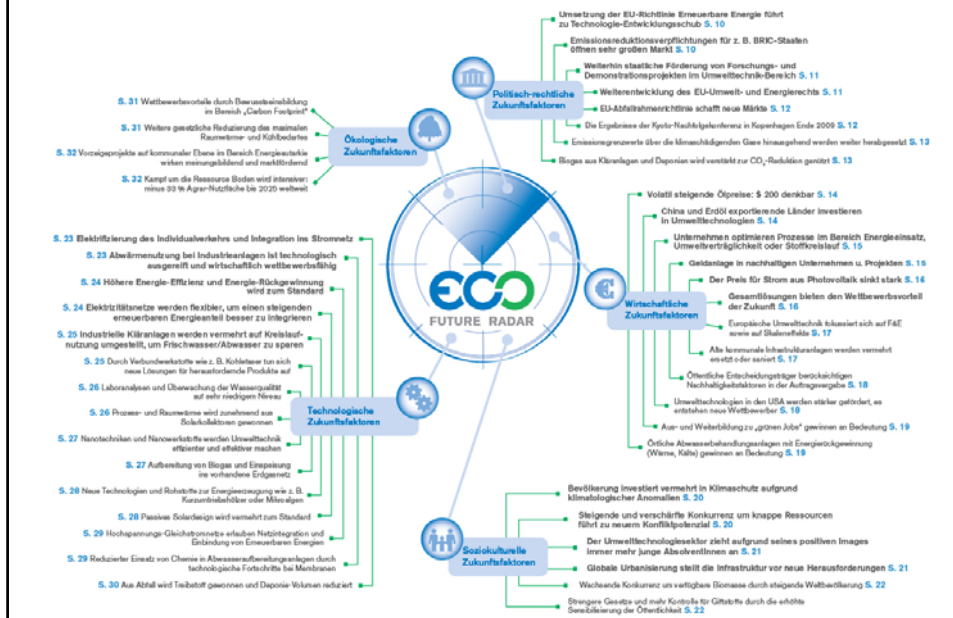 Umsetzung der EU-Richtlinie Erneuerbare Energie führt
zu Technologie-Entwicklungsschub S. 10
Emissionsreduktionsverpflichtungen für z. B. BRIC-Staaten
öffnen sehr großen Markt S. 10
Weiterhin staatliche Förderung von Forschungs- und
Demonstrationsprojekten im Umwelttechnik-Bereich S. 11
Politisch-rechtliche
Zukunftsfaktoren
Weiterentwicklung des EU-Umwelt- und Energierechts S. 11
EU-Abfallrahmenrichtlinie schafft neue Märkte S. 12
Die Ergebnisse der Kyoto-Nachfolgekonferenz in Kopenhagen Ende 2009 S. 12
Emissionsgrenzwerte über die klimaschädigenden Gase hinausgehend werden weiter herabgesetzt S. 13
Biogas aus Kläranlagen und Deponien wird verstärkt zur CO₂-Reduktion genützt S. 13
S. 31 Wettbewerbsvorteile durch Bewusstseinsbildung
im Bereich „Carbon Footprint“
S. 31 Weitere gesetzliche Reduzierung des maximalen
Raumwärme- und Kühlbedarfes
S. 32 Vorzeigeprojekte auf kommunaler Ebene im Bereich Energieautarkie
wirken meinungsbildend und marktfördernd
S. 32 Kampf um die Ressource Boden wird intensiver:
minus 33 % Agrar-Nutzfläche bis 2025 weltweit
Ökologische
Zukunftsfaktoren
Volatil steigende Ölpreise: $ 200 denkbar S. 14
China und Erdöl exportierende Länder investieren
in Umwelttechnologien S. 14
Unternehmen optimieren Prozesse im Bereich Energieeinsatz,
Umweltverträglichkeit oder Stoffkreislauf S. 15
Geldanlage in nachhaltigen Unternehmen u. Projekten S. 15
Der Preis für Strom aus Photovoltaik sinkt stark S. 16
Gesamtlösungen bieten den Wettbewerbsvorteil
der Zukunft S. 16
€
Wirtschaftliche
Zukunftsfaktoren
Europäische Umwelttechnik fokussiert sich auf F&E
sowie auf Skaleneffekte S. 17
Alte kommunale Infrastrukturanlagen werden vermehrt
ersetzt oder saniert S. 17
Öffentliche Entscheidungsträger berücksichtigen
Nachhaltigkeitsfaktoren in der Auftragsvergabe S. 18
Umwelttechnologien in den USA werden stärker gefördert, es
entstehen neue Wettbewerber S. 18
Aus- und Weiterbildung zu „grünen Jobs“ gewinnen an Bedeutung S. 19
Örtliche Abwasserbehandlungsanlagen mit Energierückgewinnung
(Wärme, Kälte) gewinnen an Bedeutung S. 19
ECO
FUTURE RADAR
S. 23 Elektrifizierung des Individualverkehrs und Integration ins Stromnetz
S. 23 Abwärmenutzung bei Industrieanlagen ist technologisch
ausgereift und wirtschaftlich wettbewerbsfähig
S. 24 Höhere Energie-Effizienz und Energie-Rückgewinnung
wird zum Standard
S. 24 Elektrizitätsnetze werden flexibler, um einen steigenden
erneuerbaren Energieanteil besser zu integrieren
S. 25 Industrielle Kläranlagen werden vermehrt auf Kreislauf-
nutzung umgestellt, um Frischwasser/Abwasser zu sparen
S. 25 Durch Verbundwerkstoffe wie z. B. Kohlefaser tun sich
neue Lösungen für herausfordernde Produkte auf
S. 26 Laboranalysen und Überwachung der Wasserqualität
auf sehr niedrigem Niveau
S. 26 Prozess- und Raumwärme wird zunehmend aus
Solarkollektoren gewonnen
Technologische
Zukunftsfaktoren
S. 27 Nanotechniken und Nanowerkstoffe werden Umwelttechnik
effizienter und effektiver machen
S. 27 Aufbereitung von Biogas und Einspeisung
ins vorhandene Erdgasnetz
S. 28 Neue Technologien und Rohstoffe zur Energieerzeugung wie z. B.
Kurzumtriebshölzer oder Mikroalgen
S. 28 Passives Solardesign wird vermehrt zum Standard
S. 29 Hochspannungs-Gleichstromnetze erlauben Netzintegration und
Einbindung von Erneuerbaren Energien
S. 29 Reduzierter Einsatz von Chemie in Abwasseraufbereitungsanlagen durch
technologische Fortschritte bei Membranen
S. 30 Aus Abfall wird Treibstoff gewonnen und Deponie-Volumen reduziert
Bevölkerung investiert vermehrt in Klimaschutz aufgrund
klimatologischer Anomalien S. 20
Steigende und verschärfte Konkurrenz um knappe Ressourcen
führt zu neuem Konfliktpotenzial S. 20
Soziokulturelle
Zukunftsfaktoren
Der Umwelttechnologiesektor zieht aufgrund seines positiven Images
immer mehr junge AbsolventInnen an S. 21
Globale Urbanisierung stellt die Infrastruktur vor neue Herausforderungen S. 21
Wachsende Konkurrenz um verfügbare Biomasse durch steigende Weltbevölkerung S. 22
Strengere Gesetze und mehr Kontrolle für Giftstoffe durch die erhöhte
Sensibilisierung der Öffentlichkeit S. 22